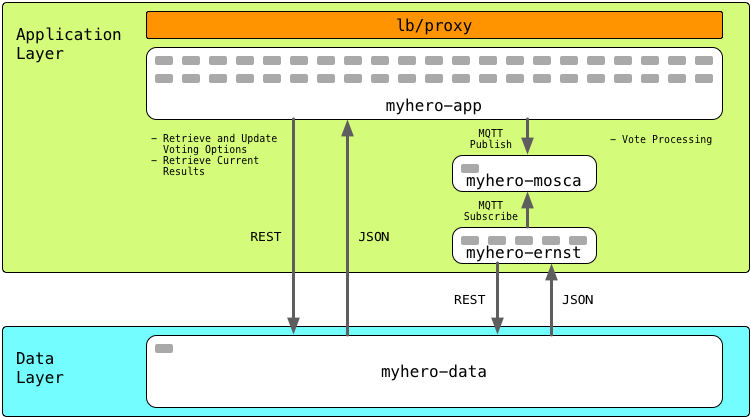 lb/proxy
Application
Layer
myhero-app
- Retrieve and Update
Voting Options
- Retrieve Current
Results
MQTT
Publish
- Vote Processing
myhero-mosca
MQTT
Subscribe
REST
JSON
myhero-ernst
REST
JSON
Data
Layer
myhero-data